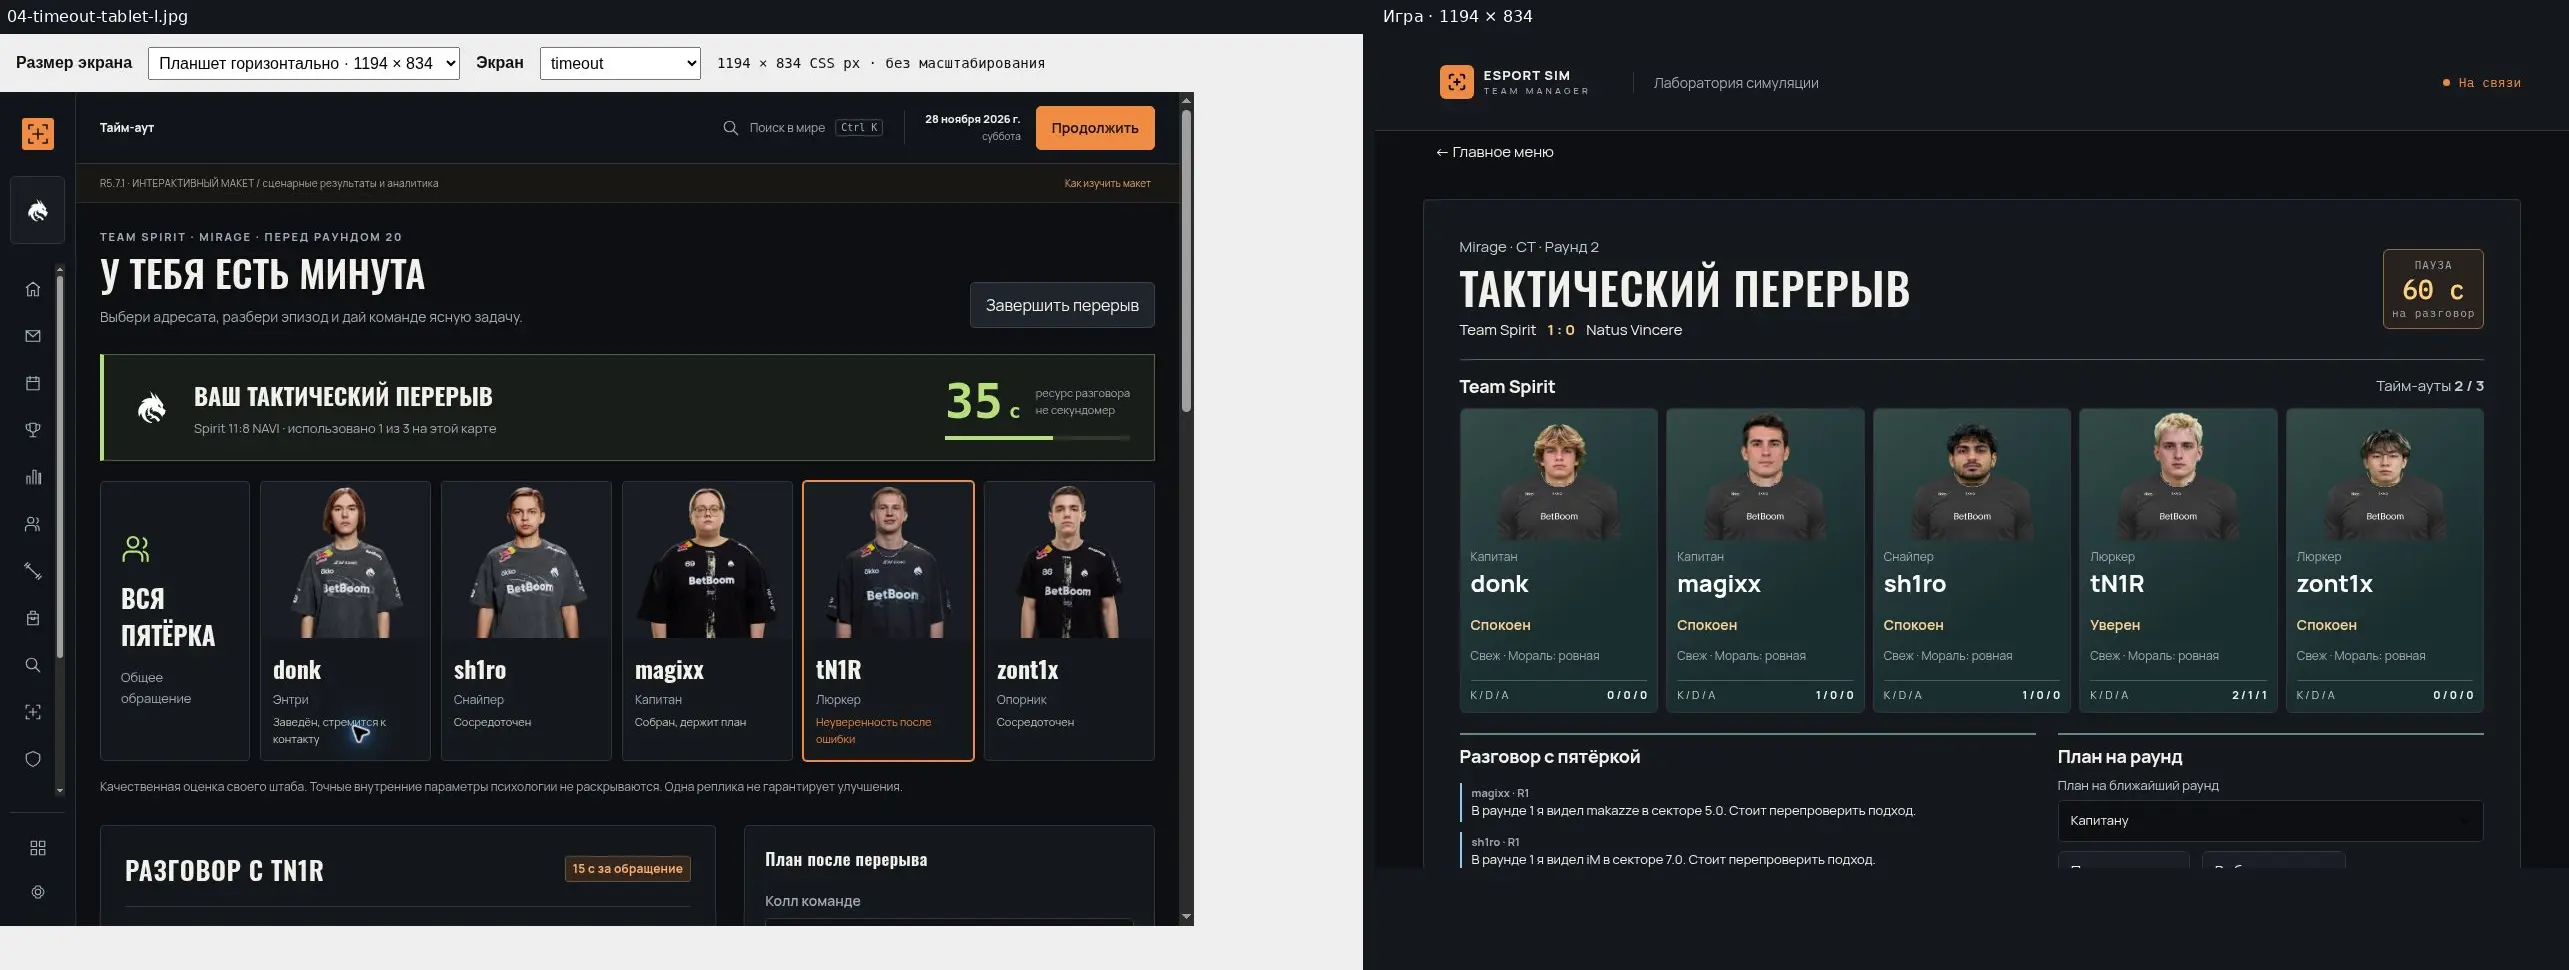 04-timeout-tablet-l.jpg
Размер экрана
Планшет горизонтально · 1194 × 834
Экран
timeout
1194 × 834 CSS px · без масштабирования
Тайм-аут
Поиск в мире
Ctrl K
28 ноября 2026 г.
суббота
Продолжить
R5.7.1 · ИНТЕРАКТИВНЫЙ МАКЕТ / сценарные результаты и аналитика
Как изучить макет
TEAM SPIRIT · MIRAGE · ПЕРЕД РАУНДОМ 20
У ТЕБЯ ЕСТЬ МИНУТА
Выбери адресата, разбери эпизод и дай команде ясную задачу.
Завершить перерыв
ВАШ ТАКТИЧЕСКИЙ ПЕРЕРЫВ
Spirit 11:8 NAVI · использовано 1 из 3 на этой карте
35 с
ресурс разговора
не секундомер
ВСЯ
ПЯТЁРКА
Общее
обращение
BetBoom
donk
Энтри
Заведён, стремится к
контакту
BetBoom
sh1ro
Снайпер
Сосредоточен
69
BetBoom
magixx
Капитан
Собран, держит план
BetBoom
tN1R
Люркер
Неуверенность после
ошибки
86
BetBoom
zont1x
Опорник
Сосредоточен
Качественная оценка своего штаба. Точные внутренние параметры психологии не раскрываются. Одна реплика не гарантирует улучшения.
РАЗГОВОР С TN1R
15 с за обращение
План после перерыва
Колл команде
Игра · 1194 × 834
ESPORT SIM
TEAM MANAGER
Лаборатория симуляции
На связи
← Главное меню
Mirage · CT · Раунд 2
ТАКТИЧЕСКИЙ ПЕРЕРЫВ
Team Spirit 1 : 0 Natus Vincere
ПАУЗА
60 с
на разговор
Team Spirit
Тайм-ауты 2 / 3
BetBoom
Капитан
donk
Спокоен
Свеж · Мораль: ровная
K/D/A 0/0/0
BetBoom
Капитан
magixx
Спокоен
Свеж · Мораль: ровная
K/D/A 1/0/0
BetBoom
Снайпер
sh1ro
Спокоен
Свеж · Мораль: ровная
K/D/A 1/0/0
BetBoom
Люркер
tN1R
Уверен
Свеж · Мораль: ровная
K/D/A 2/1/1
BetBoom
Люркер
zont1x
Спокоен
Свеж · Мораль: ровная
K/D/A 0/0/0
Разговор с пятёркой
magixx · R1
В раунде 1 я видел makazze в секторе 5.0. Стоит перепроверить подход.
sh1ro · R1
В раунде 1 я видел iM в секторе 7.0. Стоит перепроверить подход.
План на раунд
План на ближайший раунд
Капитану